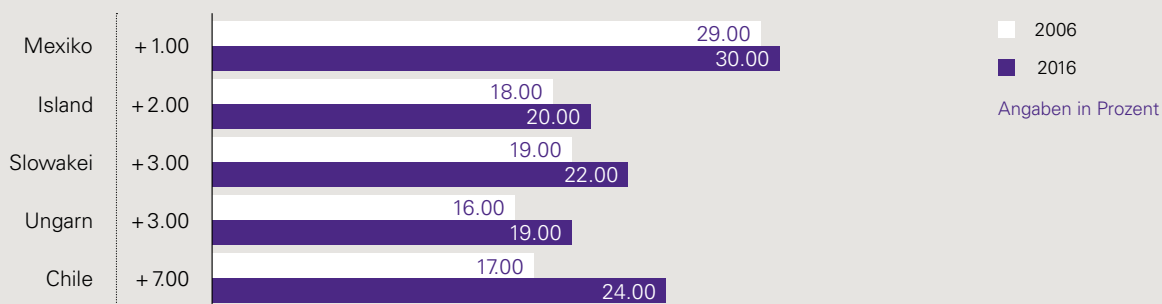 Mexiko +1.00 29.00
30.00
2006
2016
Angaben in Prozent
Island +2.00 18.00
20.00
Slowakei +3.00 19.00
22.00
Ungarn +3.00 16.00
19.00
Chile +7.00 17.00
24.00